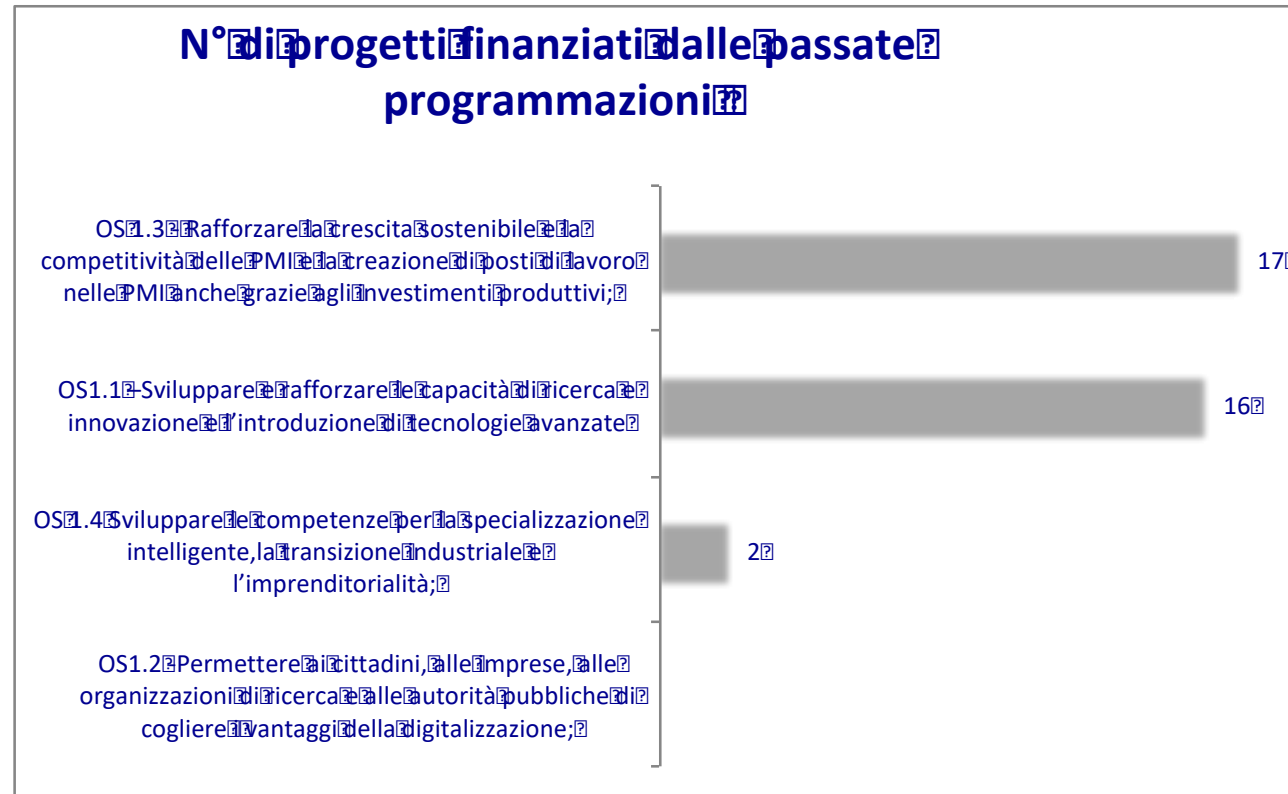 N° di progetti finanziati dalle passate
programmazioni
OS 1.3 - Rafforzare la crescita sostenibile e la
competitività delle PMI e la creazione di posti di lavoro
nelle PMI anche grazie agli investimenti produttivi;
17
OS1.1 – Sviluppare e rafforzare le capacità di ricerca e
innovazione e l’introduzione di tecnologie avanzate
16
OS 1.4 Sviluppare le competenze per la specializzazione
intelligente,la transizione industriale e
l’imprenditorialità;
2
OS1.2 - Permettere ai cittadini, alle imprese, alle
organizzazioni di ricerca e alle autorità pubbliche di
cogliere i vantaggi della digitalizzazione;